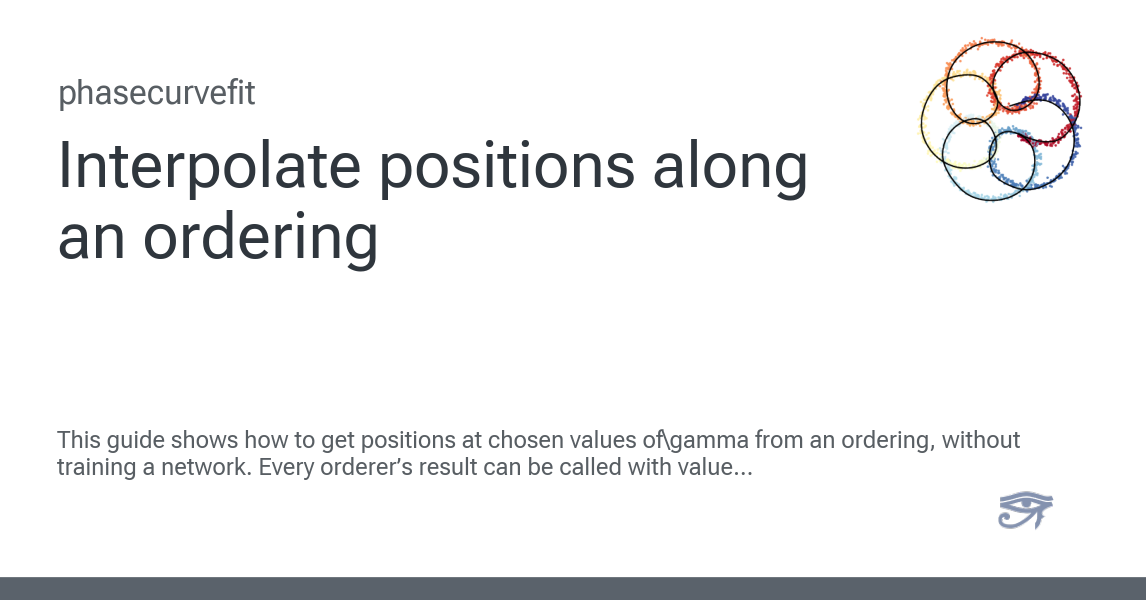 phasecurvefit
Interpolate positions along
an ordering
This guide shows how to get positions at chosen values of\gamma from an ordering, without
training a network. Every orderer’s result can be called with value...